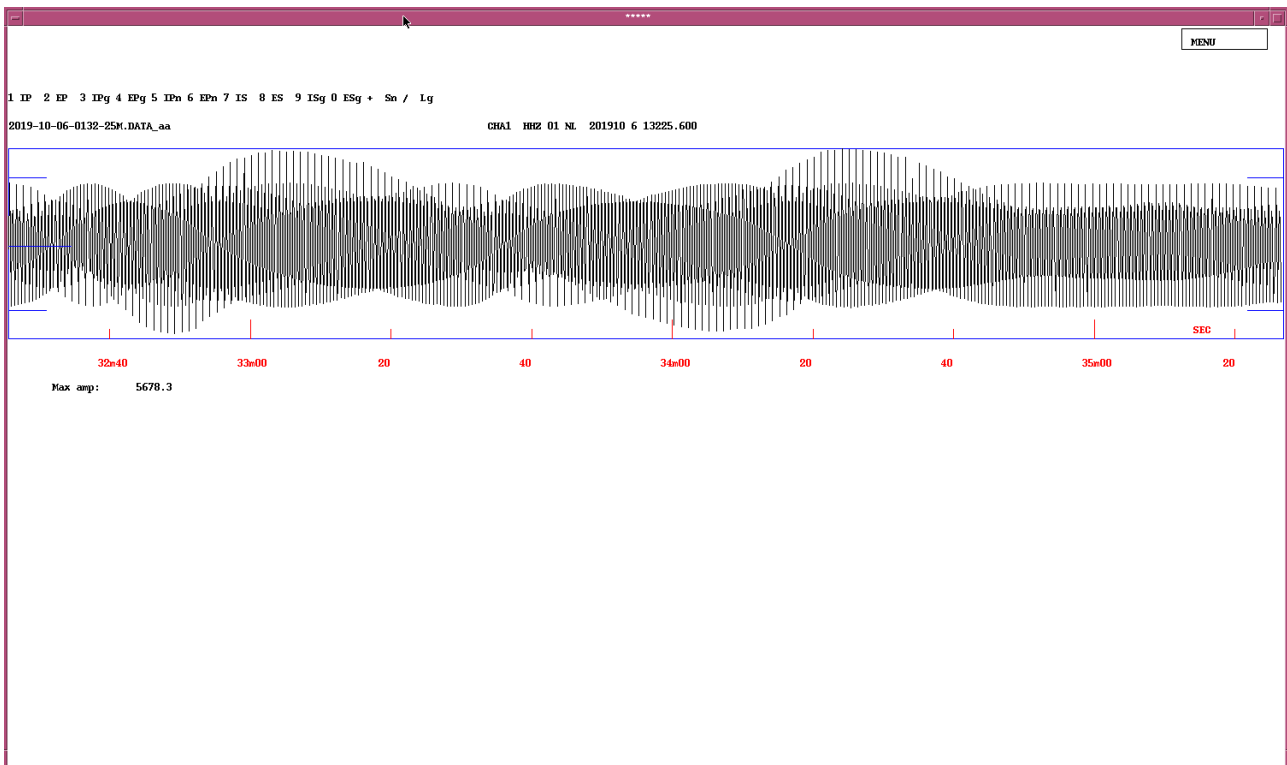 *****
MENU
1 IP 2 EP 3 IPg 4 EPg 5 IPn 6 EPn 7 IS 8 ES 9 ISg 0 ESg + Sn / Lg
2019-10-06-0132-25M.DATA_aa CHA1 HHZ 01 NL 201910 6 13225.600
SEC
32m40 33m00 20 40 34m00 20 40 35m00 20
Max amp: 5678.3